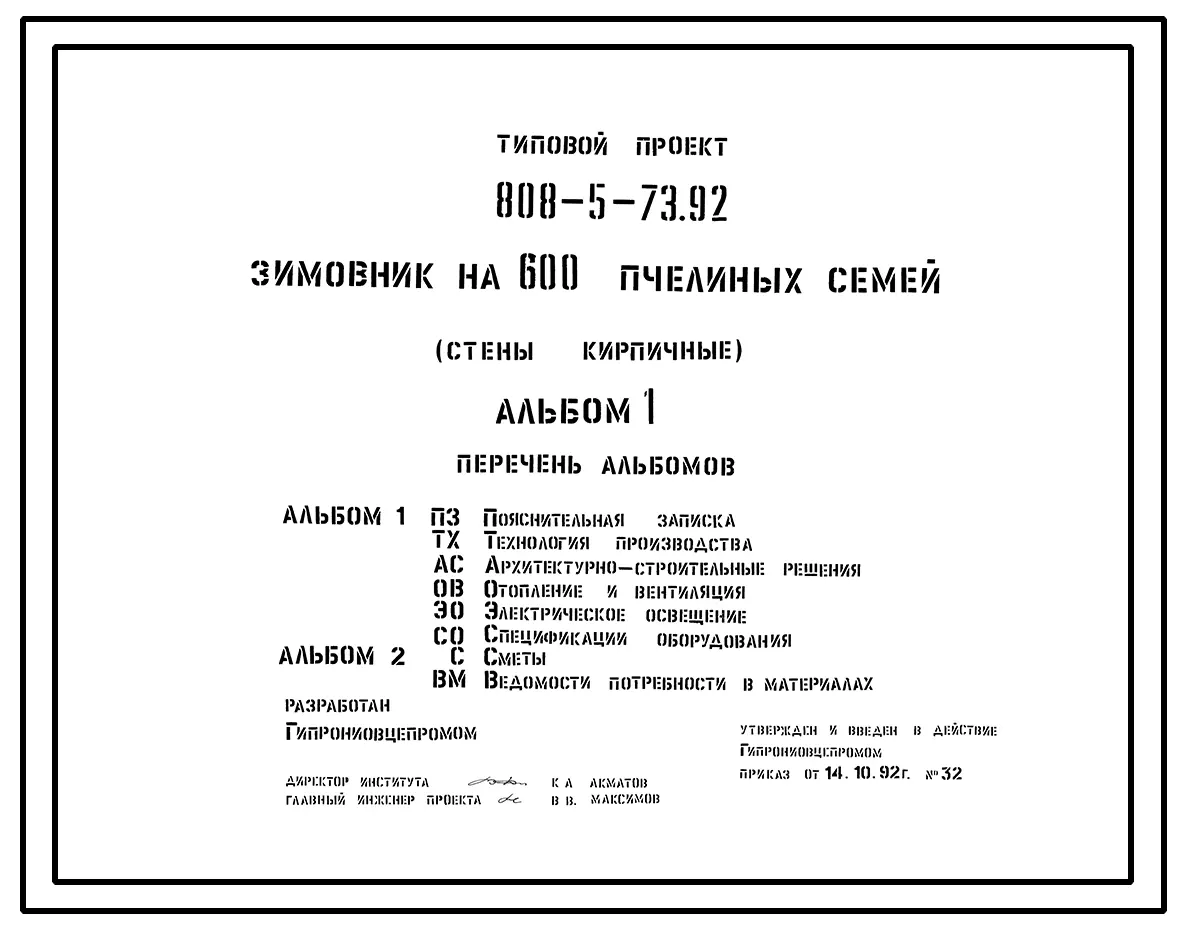 ТИПОВОЙ ПРОЕКТ
808-5-73.92
ЗИМОВНИК НА 600 ПЧЕЛИНЫХ СЕМЕЙ
(СТЕНЫ КИРПИЧНЫЕ)
АЛЬБОМ 1
ПЕРЕЧЕНЬ АЛЬБОМОВ
АЛЬБОМ 1 ПЗ ПОЯСНИТЕЛЬНАЯ ЗАПИСКА
ТХ ТЕХНОЛОГИЯ ПРОИЗВОДСТВА
АС АРХИТЕКТУРНО-СТРОИТЕЛЬНЫЕ РЕШЕНИЯ
ОВ ОТОПЛЕНИЕ И ВЕНТИЛЯЦИЯ
ЭО ЭЛЕКТРИЧЕСКОЕ ОСВЕЩЕНИЕ
СО СПЕЦИФИКАЦИИ ОБОРУДОВАНИЯ
АЛЬБОМ 2 С СМЕТЫ
ВМ ВЕДОМОСТИ ПОТРЕБНОСТИ В МАТЕРИАЛАХ
РАЗРАБОТАН
ГИПРОНИОВЦЕПРОМОМ
УТВЕРЖДЕН И ВВЕДЕН В ДЕЙСТВИЕ
ГИПРОНИОВЦЕПРОМОМ
ПРИКАЗ ОТ 14.10.92г. №32
ДИРЕКТОР ИНСТИТУТА К А АКМАТОВ
ГЛАВНЫЙ ИНЖЕНЕР ПРОЕКТА В В. МАКСИМОВ